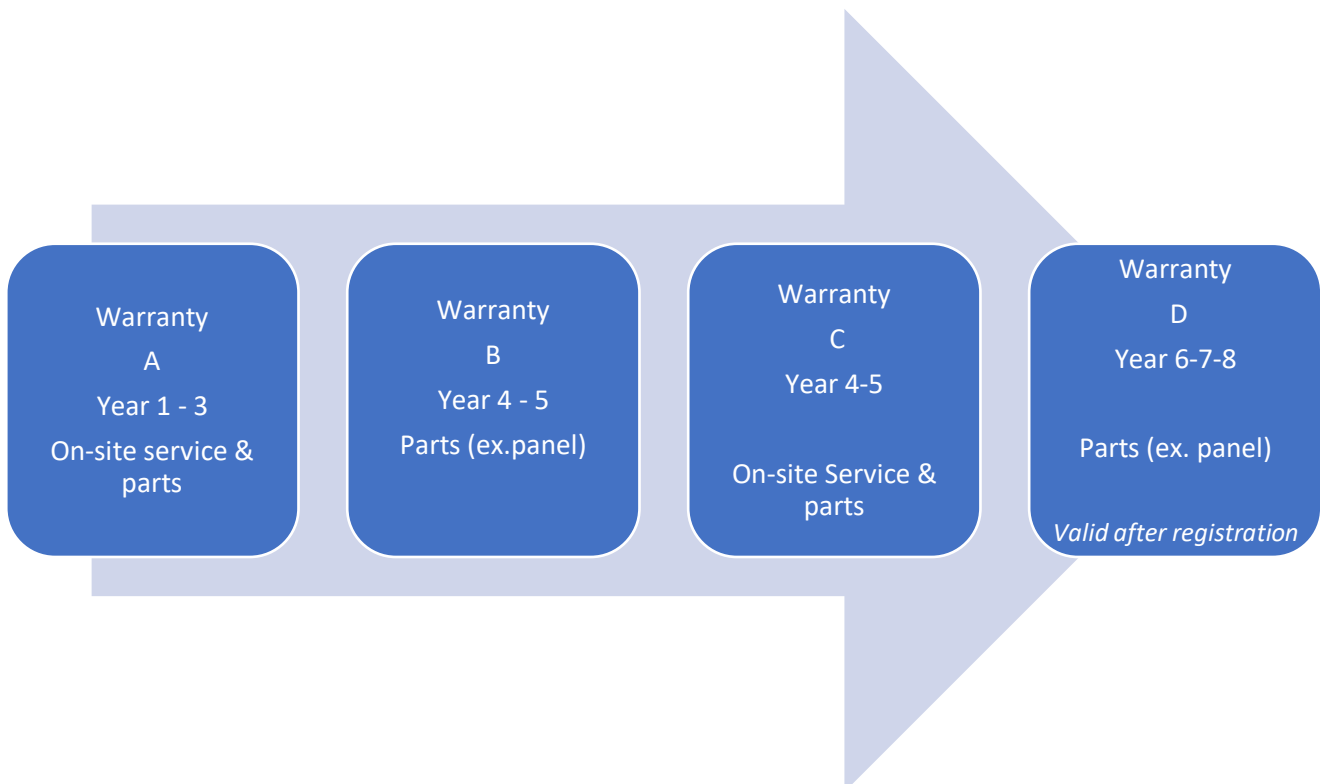 Warranty
A
Year 1 - 3
On-site service &
parts
Warranty
B
Year 4 - 5
Parts (ex.panel)
Warranty
C
Year 4-5
On-site Service &
parts
Warranty
D
Year 6-7-8
Parts (ex. panel)
Valid after registration